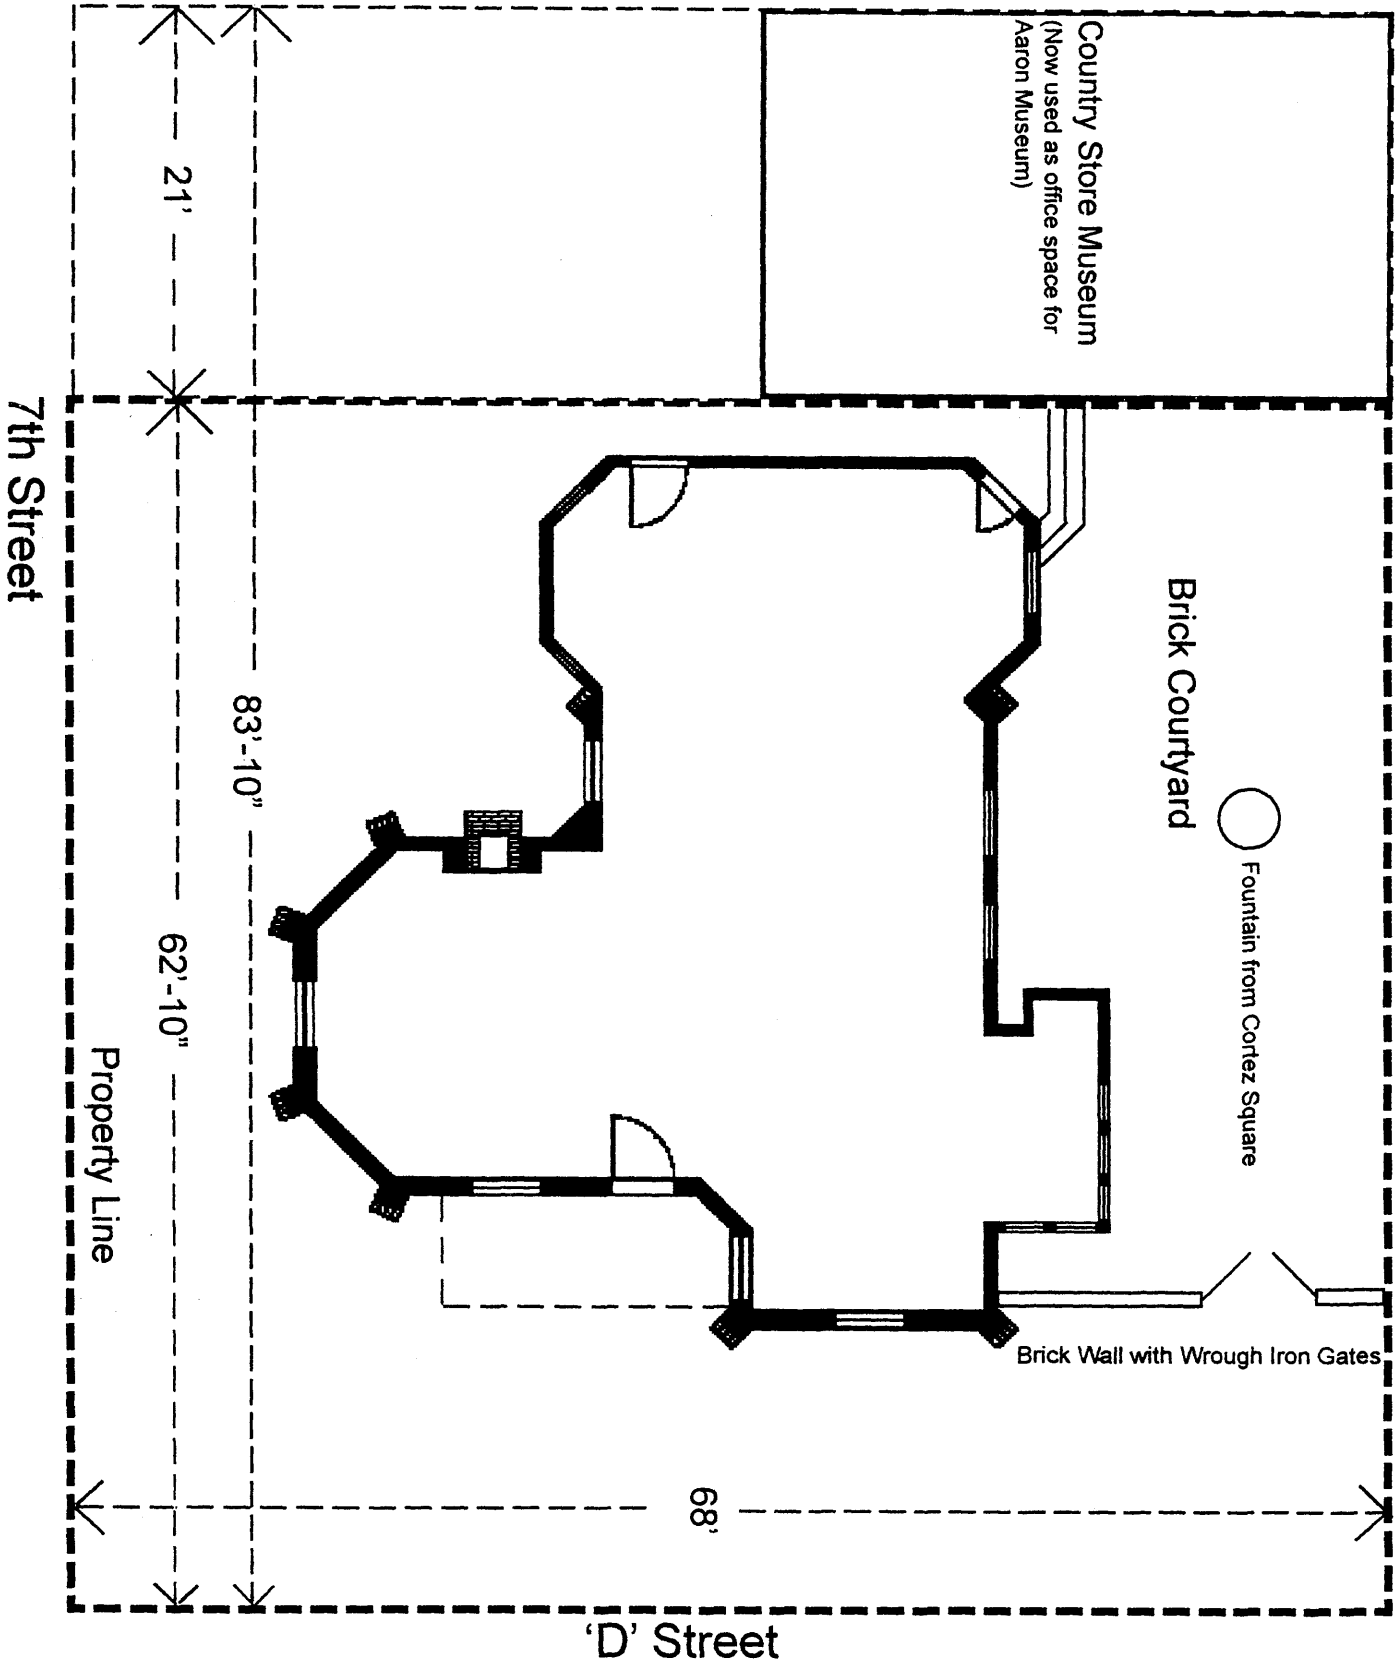 Country Store Museum
(Now used as office space for
Aaron Museum)
21'
83'-10"
62'-10"
7th Street
Property Line
Brick Courtyard
Fountain from Cortez Square
Brick Wall with Wrough Iron Gates
68'
'D' Street